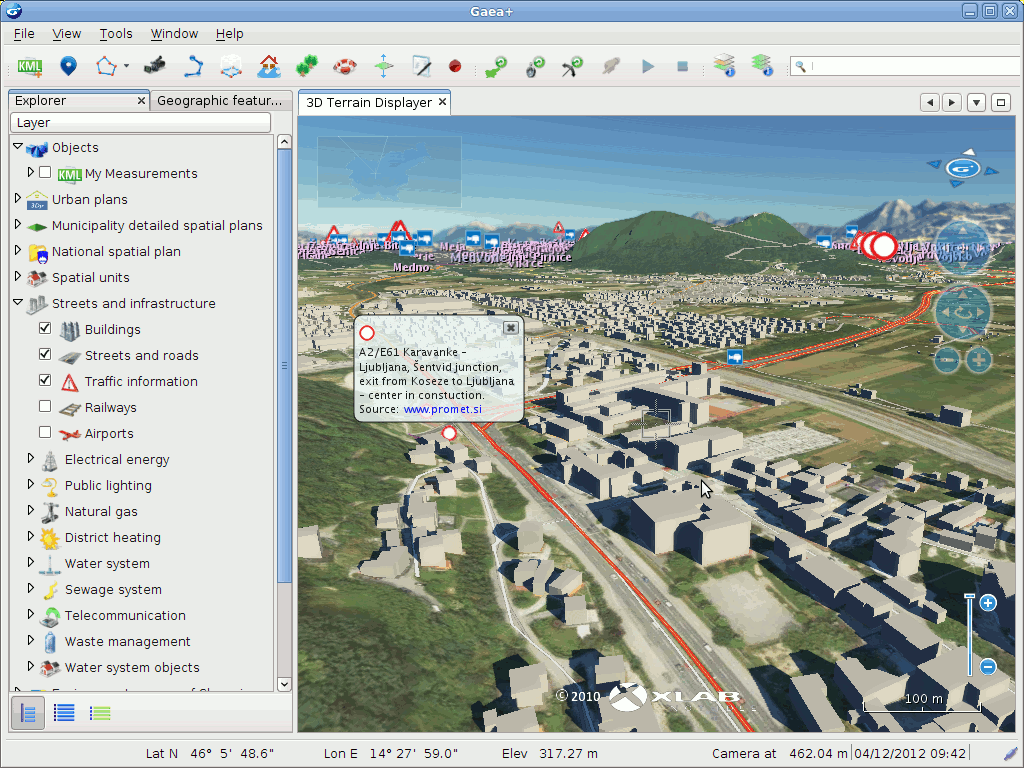 Gaea+
File View Tools Window Help
KML
Explorer
Geographic featur...
Layer
Objects
KML My Measurements
Urban plans
Municipality detailed spatial plans
National spatial plan
Spatial units
Streets and infrastructure
Buildings
Streets and roads
Traffic information
Railways
Airports
Electrical energy
Public lighting
Natural gas
District heating
Water system
Sewage system
Telecommunication
Waste management
Water system objects
3D Terrain Displayer
Medno
A2/E61 Karavanke -
Ljubljana, Šentvid junction,
exit from Koseze to Ljubljana
- center in constuction.
Source: www.promet.si
© 2010 XLAB
100 m
Lat N 46° 5' 48.6" Lon E 14° 27' 59.0" Elev 317.27 m Camera at 462.04 m 04/12/2012 09:42